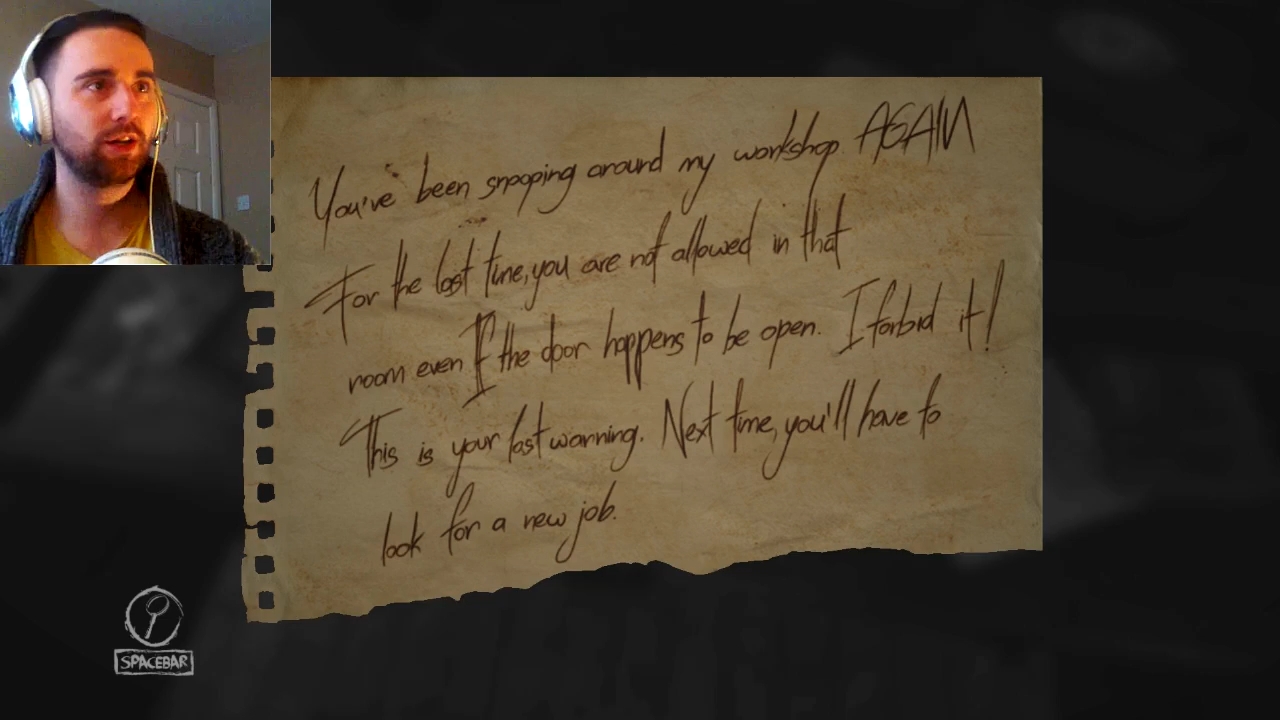 You've been snooping around my workshop AGAIN
For the last time, you are not allowed in that
room even If the door happens to be open. I forbid it!
This is your last warning. Next time, you'll have to
look for a new job.
SPACEBAR